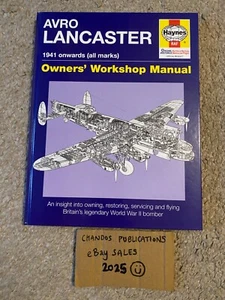 AVRO
LANCASTER
1941 onwards (all marks)
Haynes
Owners' Workshop Manual
An insight into owning, restoring, servicing and flying
Britain's legendary World War II bomber
CHANDOS PUBLICATIONS
eBay SALES
2025